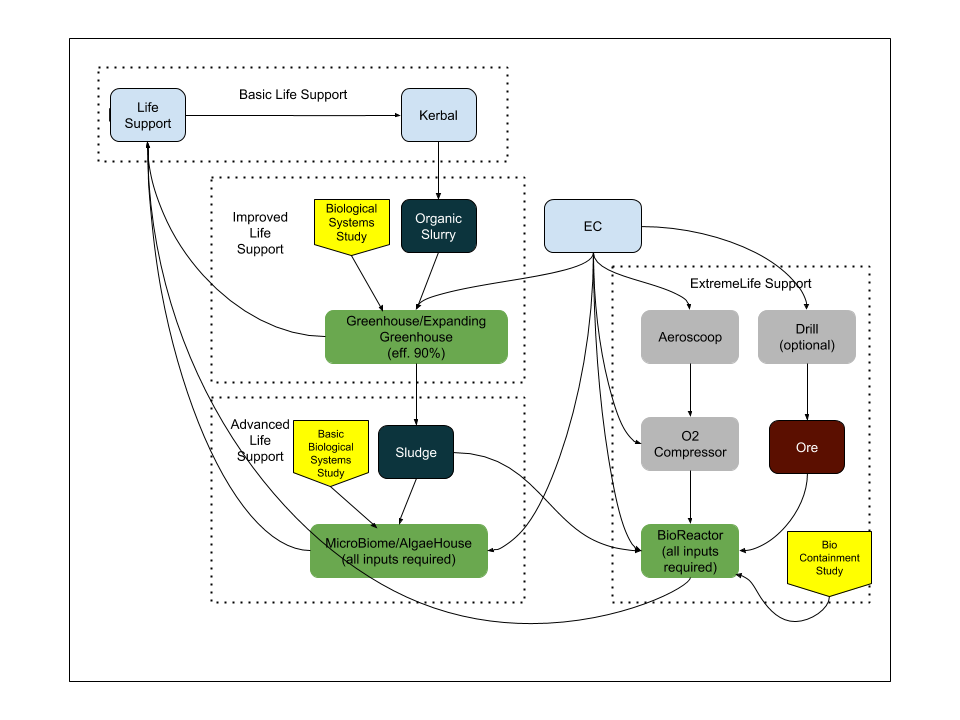 Basic Life Support
Life
Support
Kerbal
Improved
Life
Support
Biological
Systems
Study
Organic
Slurry
EC
Greenhouse/Expanding
Greenhouse
(eff. 90%)
ExtremeLife Support
Aeroscoop
Drill
(optional)
Advanced
Life
Support
Basic
Biological
Systems
Study
Sludge
O2
Compressor
Ore
MicroBiome/AlgaeHouse
(all inputs required)
BioReactor
(all inputs
required)
Bio
Containment
Study